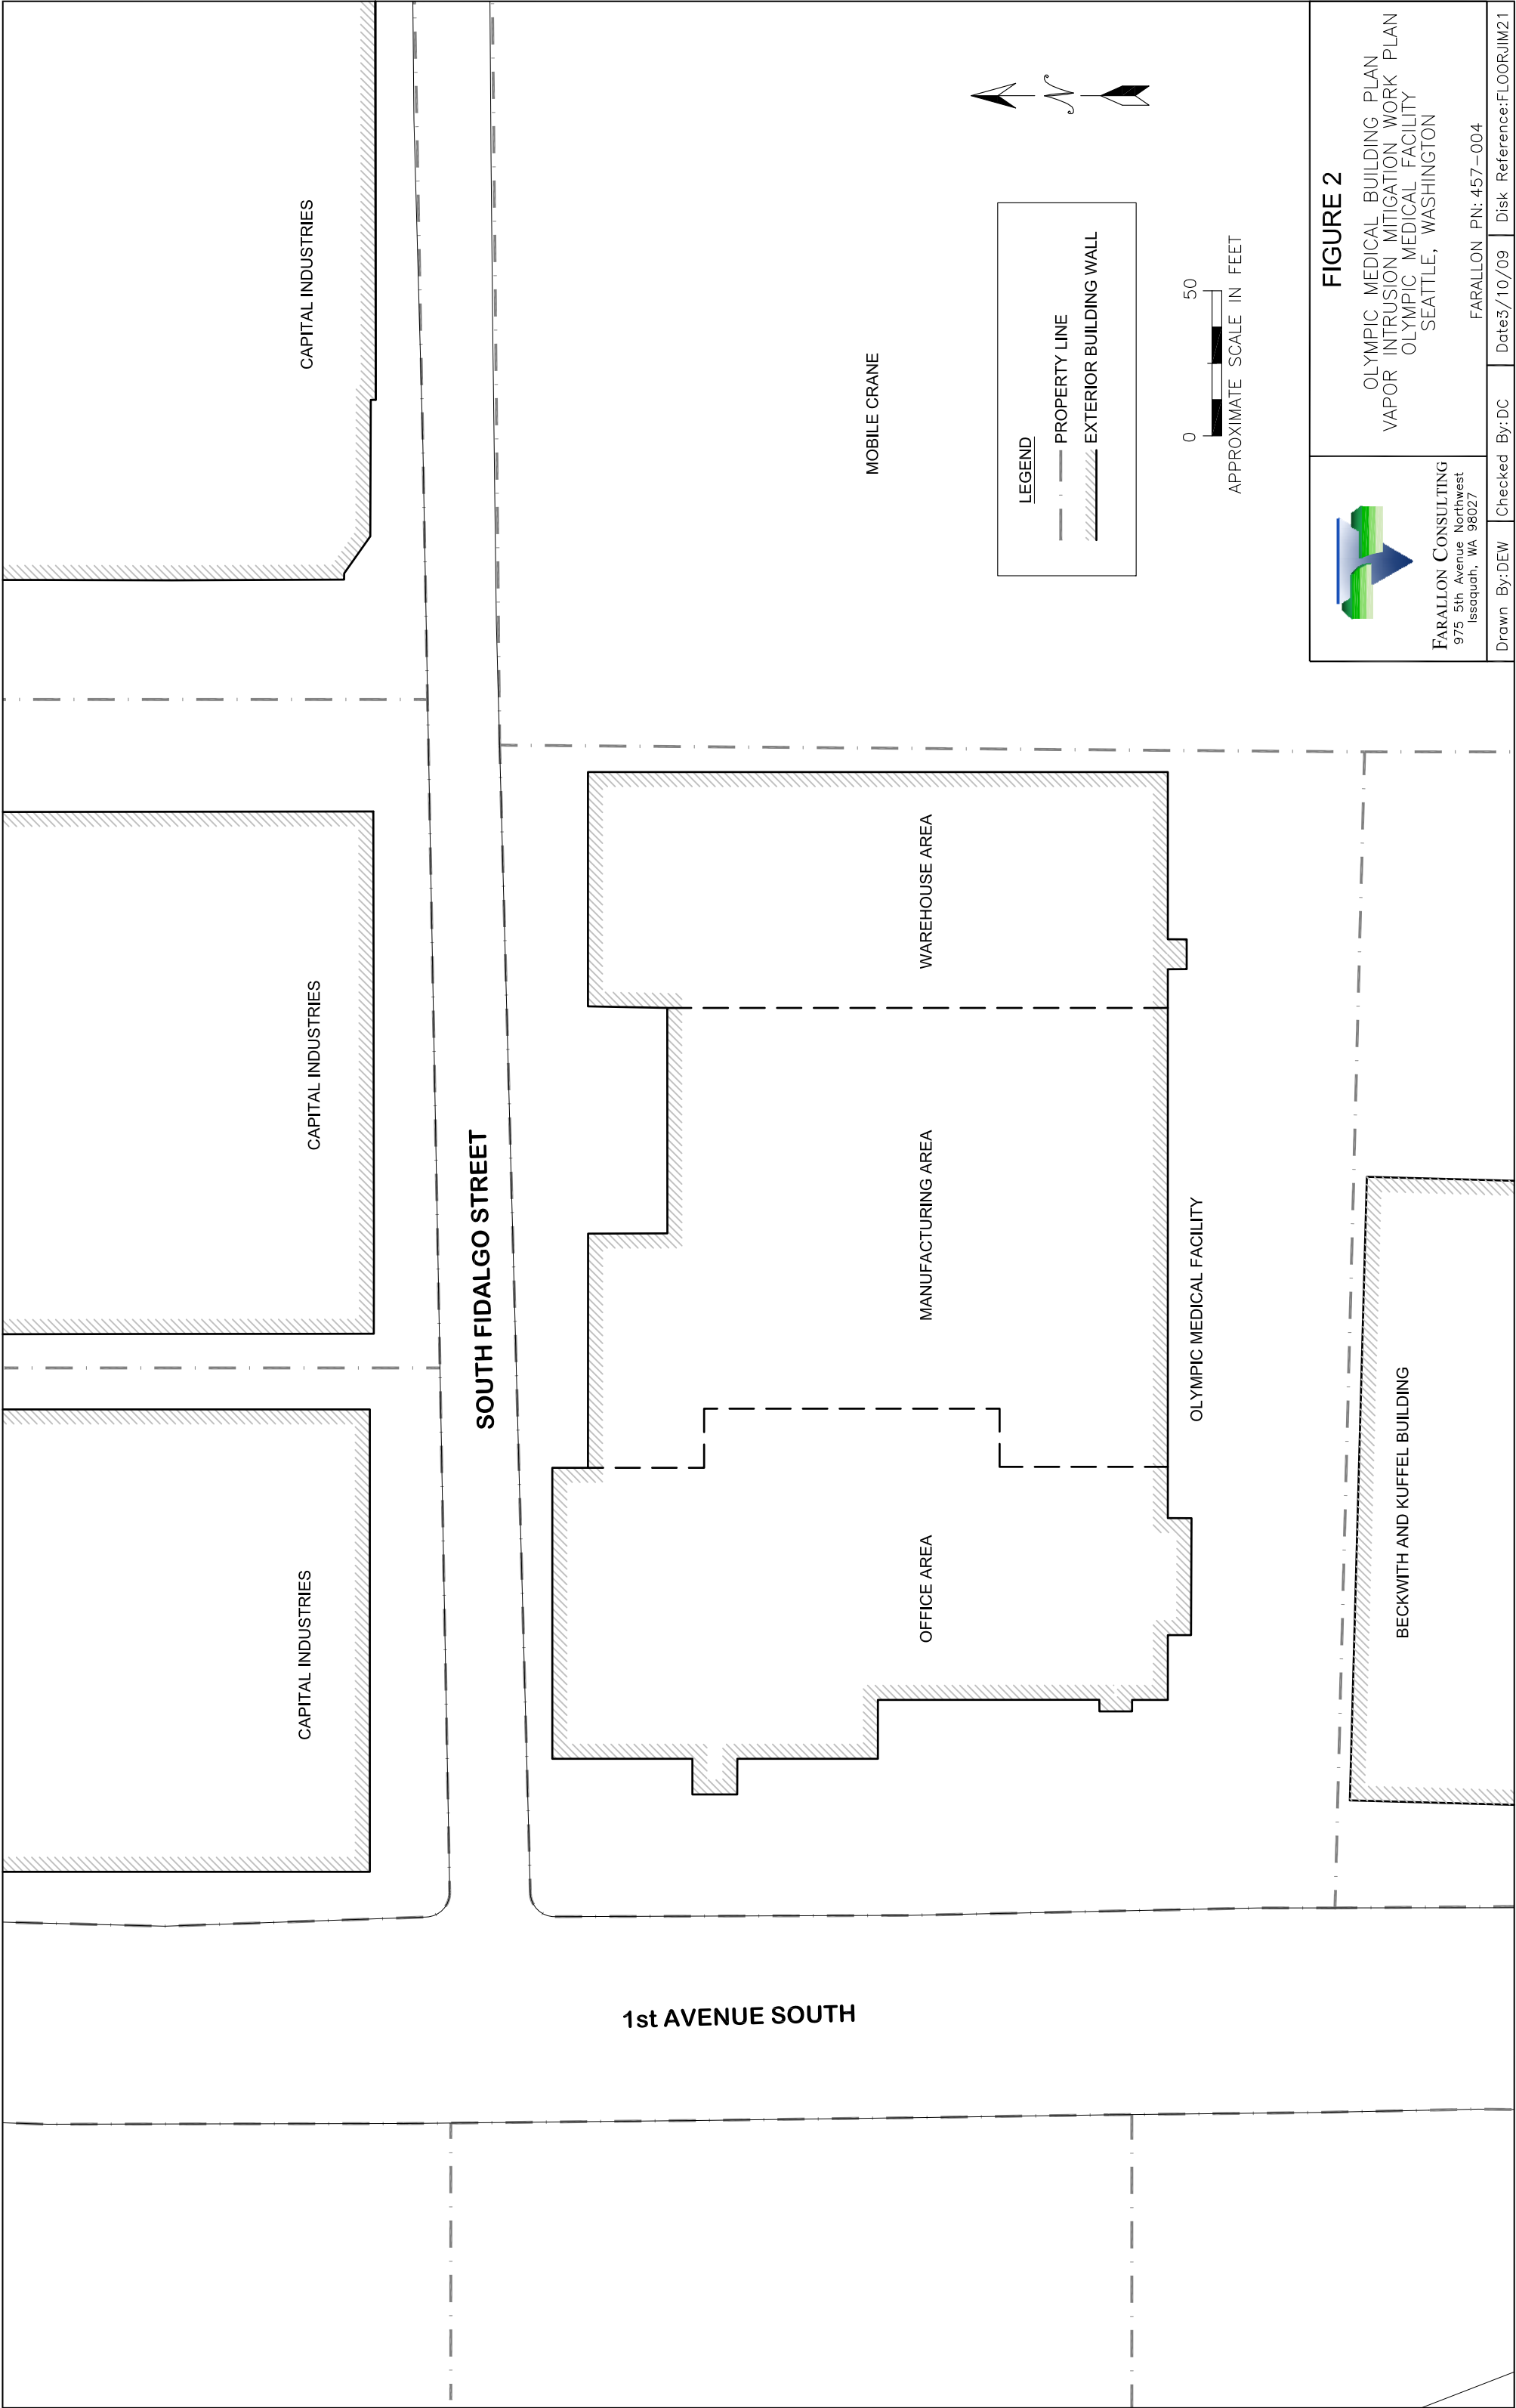 CAPITAL INDUSTRIES
CAPITAL INDUSTRIES
CAPITAL INDUSTRIES
SOUTH FIDALGO STREET
1st AVENUE SOUTH
OFFICE AREA
MANUFACTURING AREA
WAREHOUSE AREA
OLYMPIC MEDICAL FACILITY
BECKWITH AND KUFFEL BUILDING
MOBILE CRANE
N
LEGEND
PROPERTY LINE
EXTERIOR BUILDING WALL
0 50
APPROXIMATE SCALE IN FEET
FARALLON CONSULTING
975 5th Avenue Northwest
Issaquah, WA 98027
FIGURE 2
OLYMPIC MEDICAL BUILDING PLAN
VAPOR INTRUSION MITIGATION WORK PLAN
OLYMPIC MEDICAL FACILITY
SEATTLE, WASHINGTON
FARALLON PN: 457-004
Drawn By:DEW Checked By:DC Date3/10/09 Disk Reference:FLOORJIM21